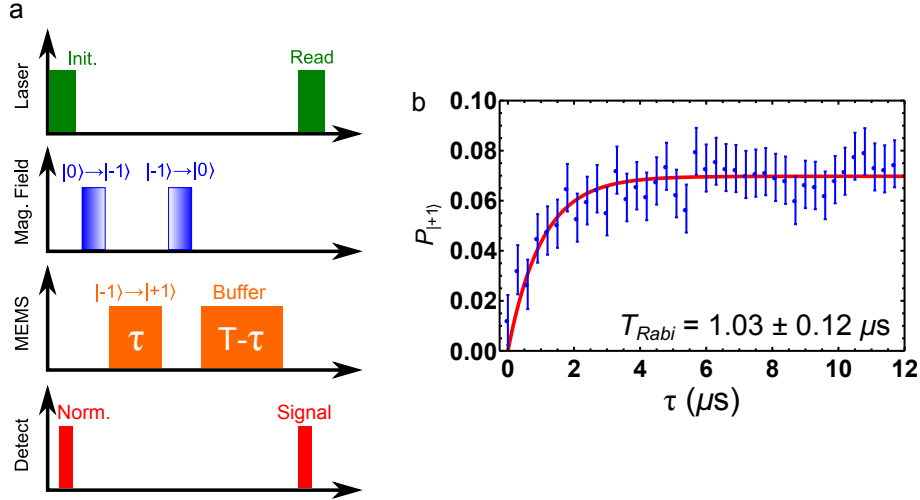 a
Laser
Init.
Read
Mag. Field
|0⟩→|-1⟩
|-1⟩→|0⟩
MEMS
|-1⟩→|+1⟩
Buffer
τ
T-τ
Detect
Norm.
Signal
b
P|+1⟩
0.10
0.08
0.06
0.04
0.02
0.00
T_Rabi = 1.03 ± 0.12 μs
0 2 4 6 8 10 12
τ (μs)